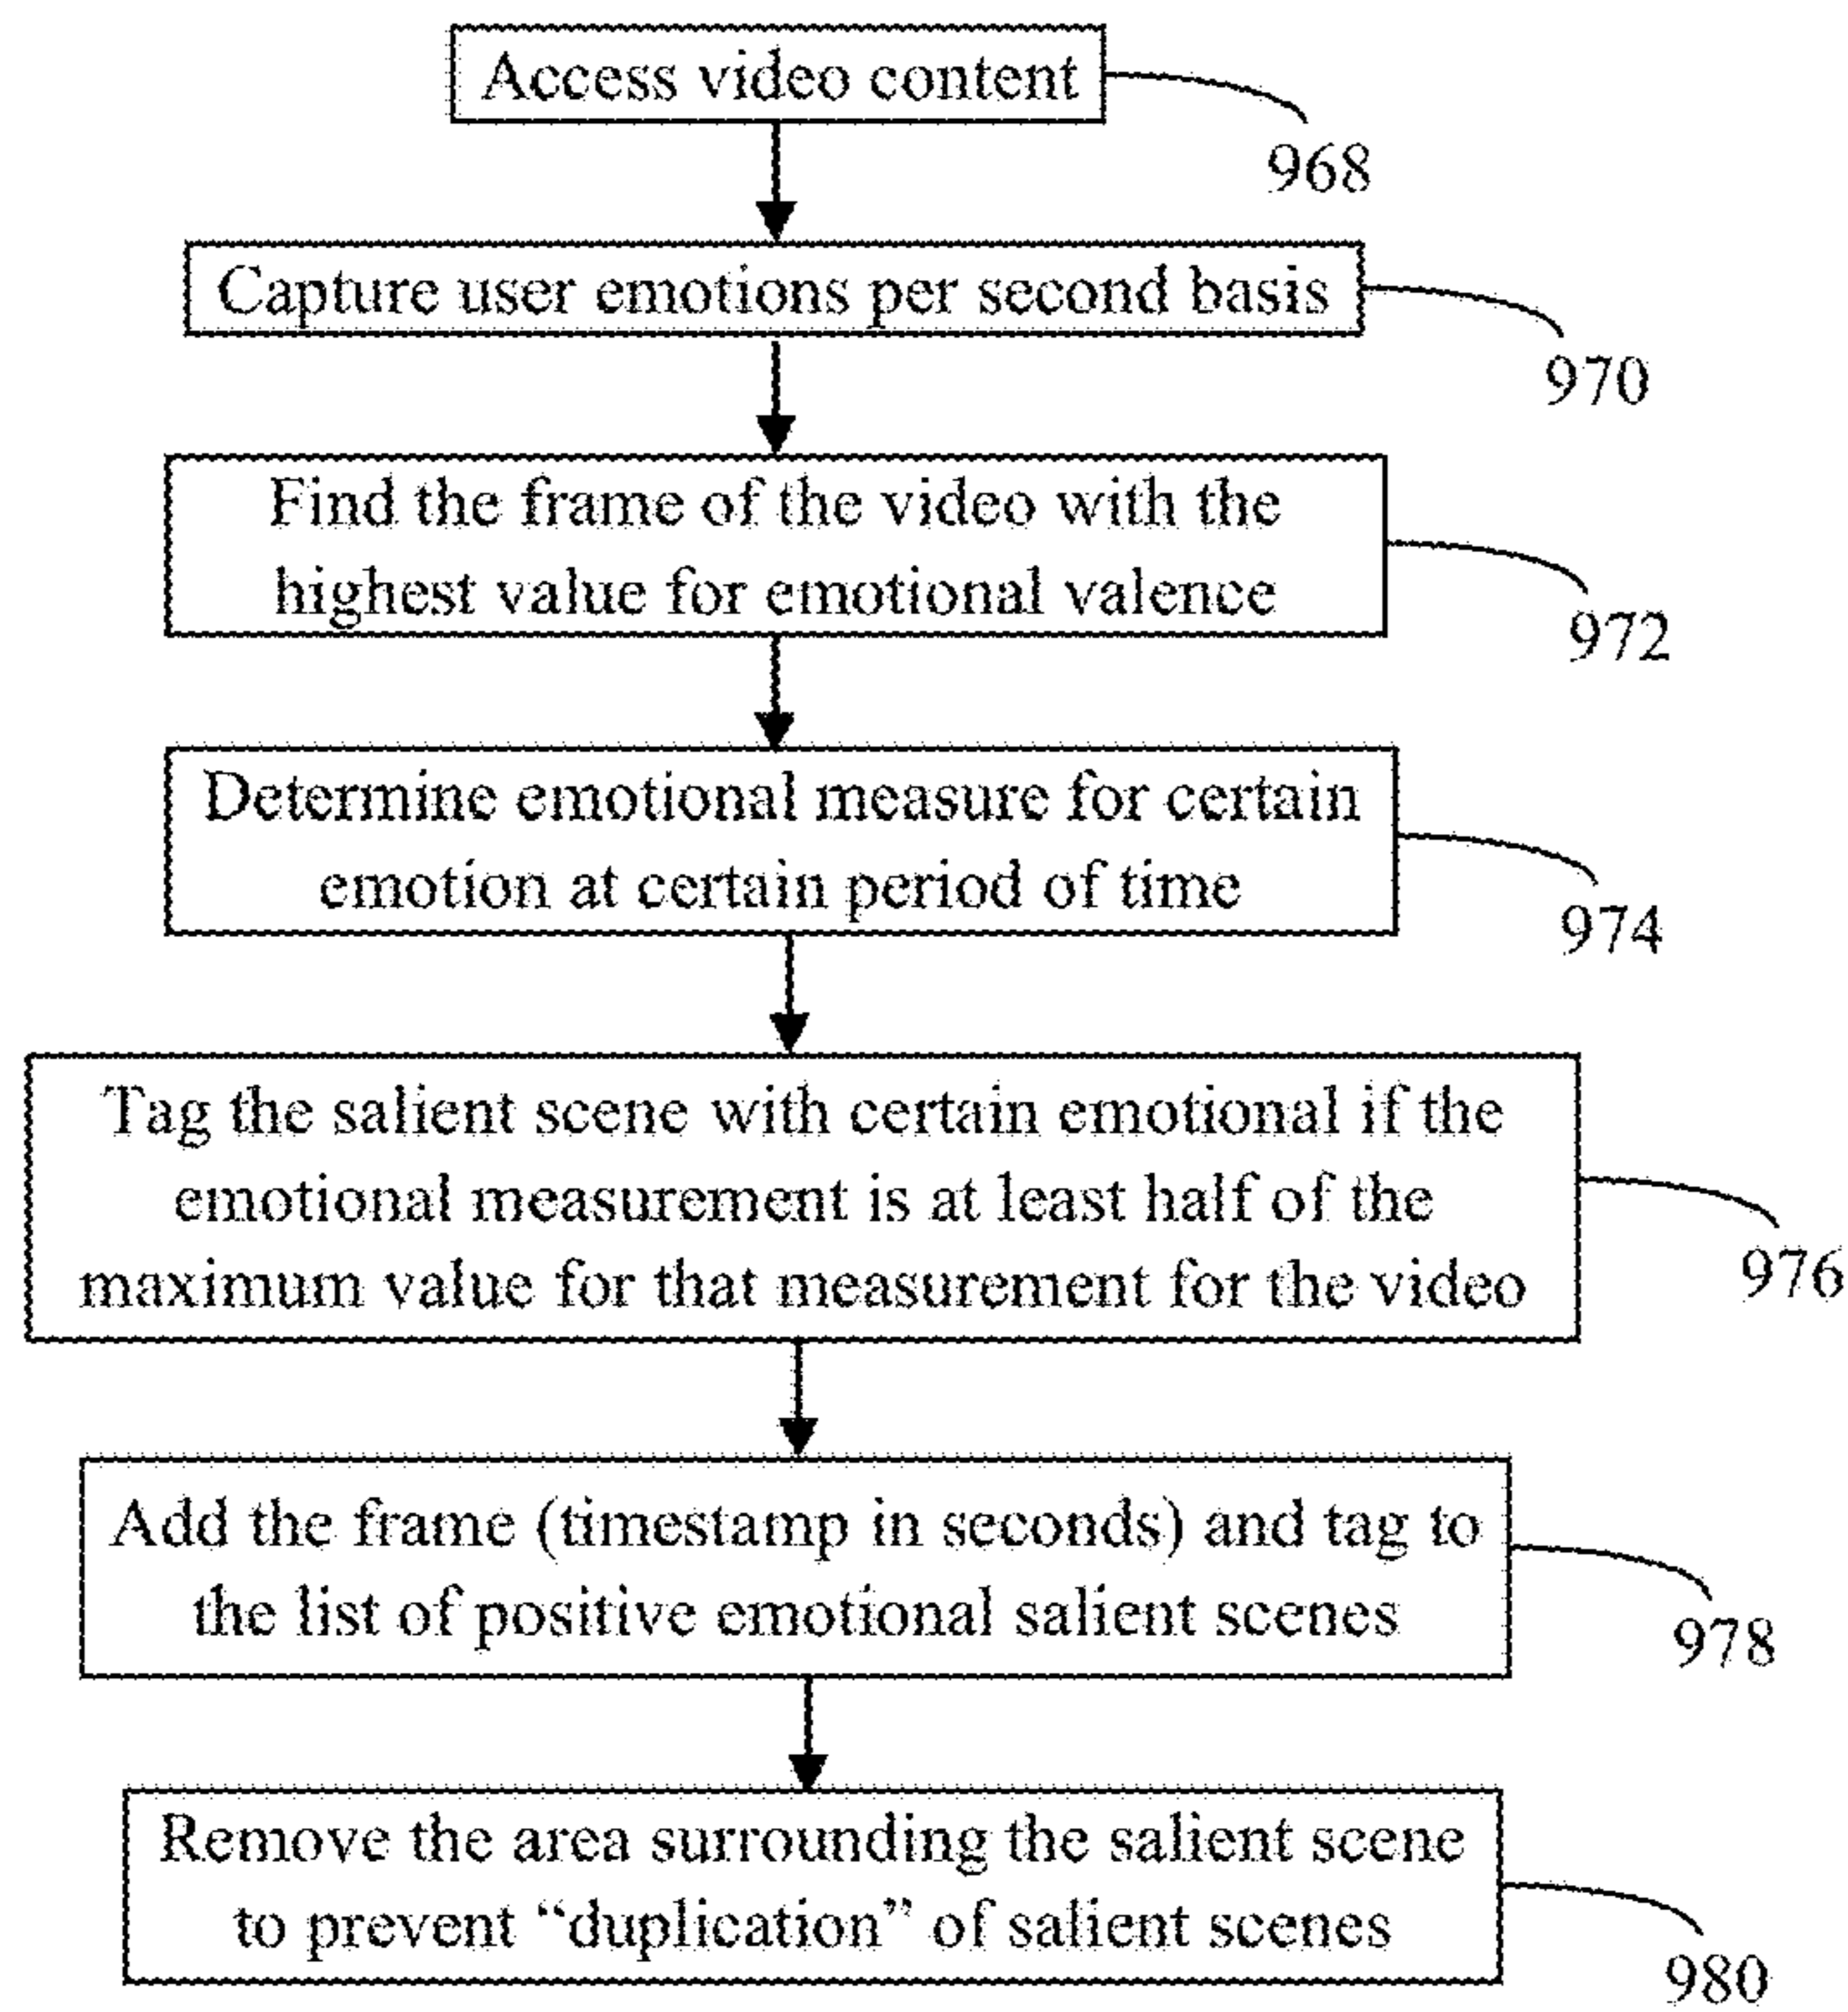 Access video content
968
Capture user emotions per second basis
970
Find the frame of the video with the
highest value for emotional valence
972
Determine emotional measure for certain
emotion at certain period of time
974
Tag the salient scene with certain emotional if the
emotional measurement is at least half of the
maximum value for that measurement for the video
976
Add the frame (timestamp in seconds) and tag to
the list of positive emotional salient scenes
978
Remove the area surrounding the salient scene
to prevent “duplication” of salient scenes
980